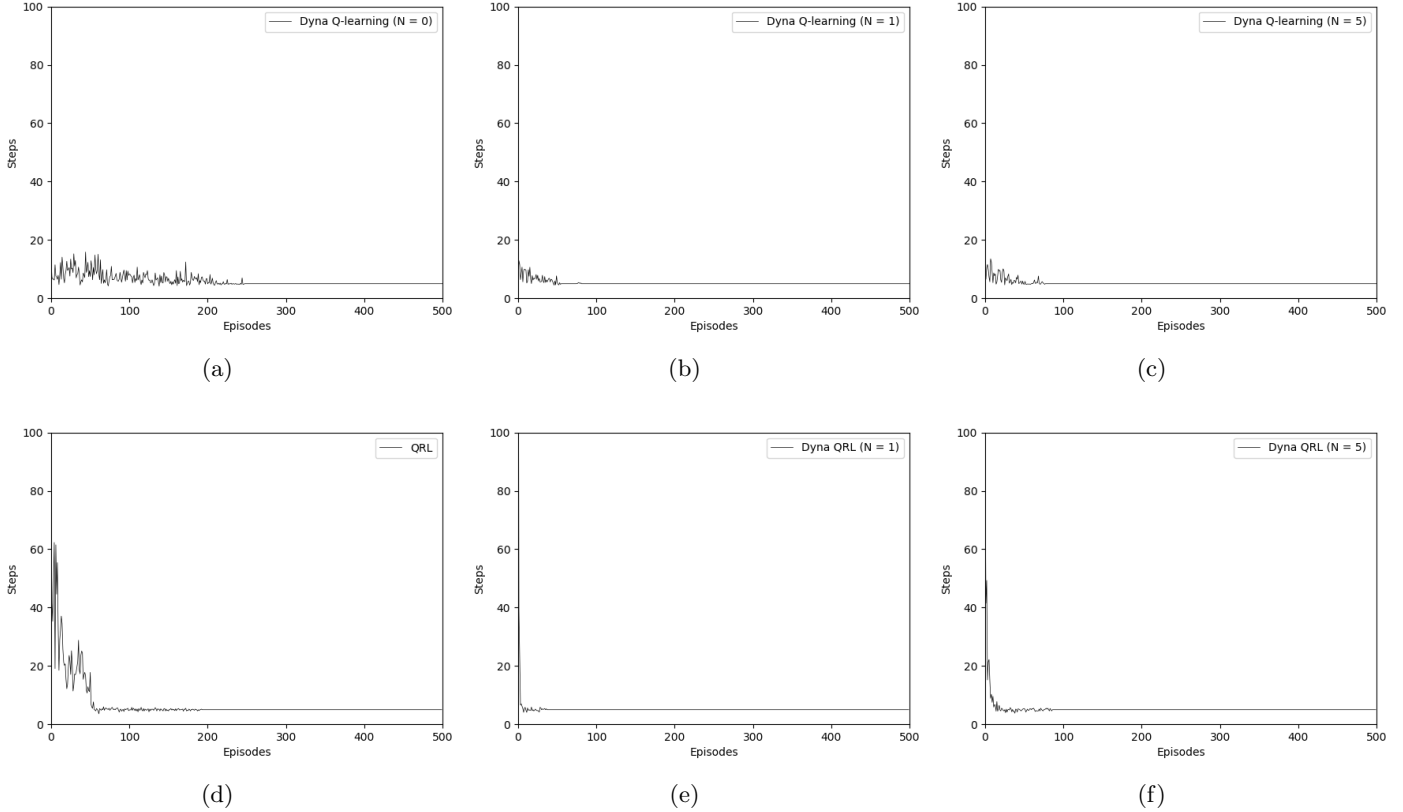 100
80
60
40
20
0
Steps
Dyna Q-learning (N = 0)
0 100 200 300 400 500
Episodes
(a)
100
80
60
40
20
0
Steps
Dyna Q-learning (N = 1)
0 100 200 300 400 500
Episodes
(b)
100
80
60
40
20
0
Steps
Dyna Q-learning (N = 5)
0 100 200 300 400 500
Episodes
(c)
100
80
60
40
20
0
Steps
QRL
0 100 200 300 400 500
Episodes
(d)
100
80
60
40
20
0
Steps
Dyna QRL (N = 1)
0 100 200 300 400 500
Episodes
(e)
100
80
60
40
20
0
Steps
Dyna QRL (N = 5)
0 100 200 300 400 500
Episodes
(f)